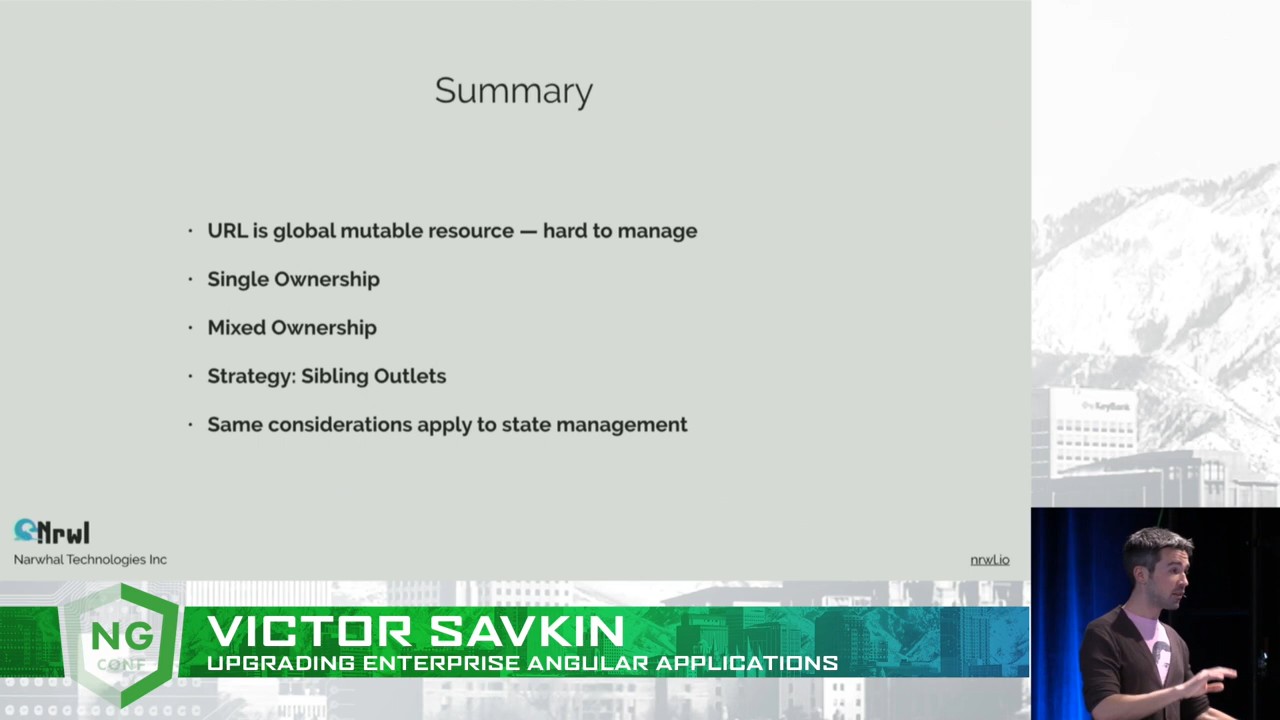 Summary
· URL is global mutable resource — hard to manage
· Single Ownership
· Mixed Ownership
· Strategy: Sibling Outlets
· Same considerations apply to state management
Nrwl
Narwhal Technologies Inc
nrwl.io
KeyBank
NG
CONF
VICTOR SAVKIN
UPGRADING ENTERPRISE ANGULAR APPLICATIONS